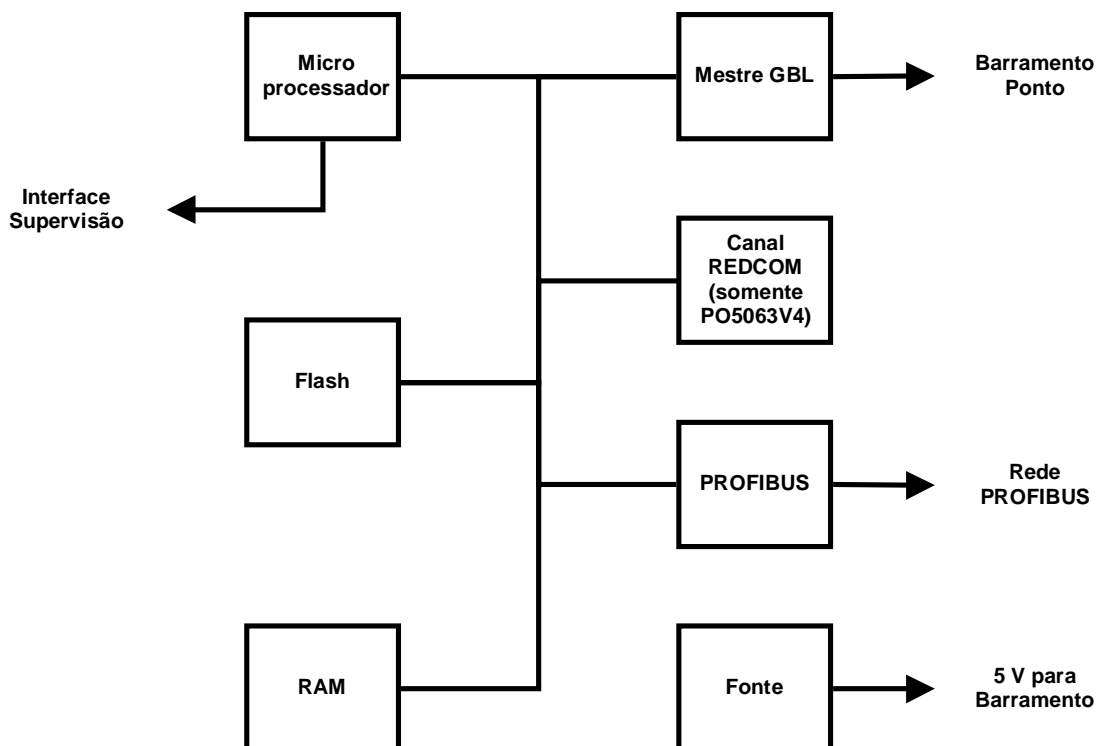 Micro
processador
Mestre GBL
Barramento
Ponto
Interface
Supervisão
Canal
REDCOM
(somente
PO5063V4)
Flash
PROFIBUS
Rede
PROFIBUS
RAM
Fonte
5 V para
Barramento